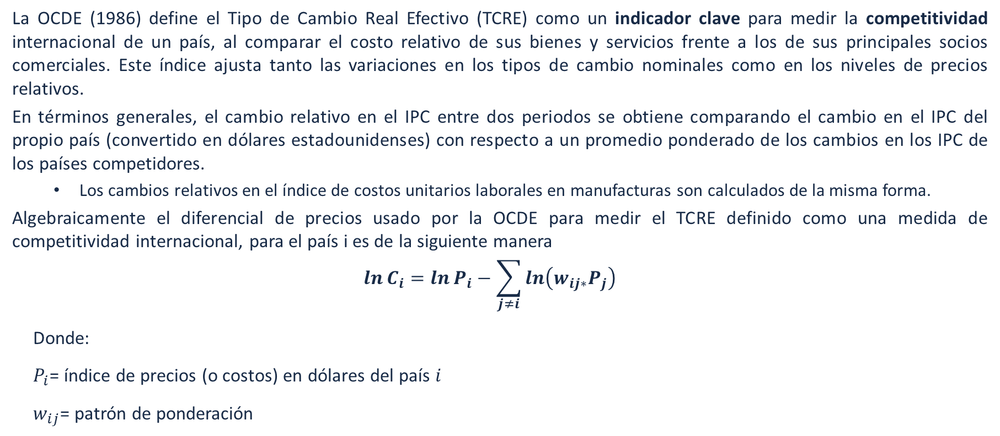 La OCDE (1986) define el Tipo de Cambio Real Efectivo (TCRE) como un indicador clave para medir la competitividad
internacional de un país, al comparar el costo relativo de sus bienes y servicios frente a los de sus principales socios
comerciales. Este índice ajusta tanto las variaciones en los tipos de cambio nominales como en los niveles de precios
relativos.
En términos generales, el cambio relativo en el IPC entre dos periodos se obtiene comparando el cambio en el IPC del
propio país (convertido en dólares estadounidenses) con respecto a un promedio ponderado de los cambios en los IPC de
los países competidores.
• Los cambios relativos en el índice de costos unitarios laborales en manufacturas son calculados de la misma forma.
Algebraicamente el diferencial de precios usado por la OCDE para medir el TCRE definido como una medida de
competitividad internacional, para el país i es de la siguiente manera
ln C_i = ln P_i − ∑_{j≠i} ln(w_{ij*} P_j)
Donde:
P_i= índice de precios (o costos) en dólares del país i
w_{ij}= patrón de ponderación